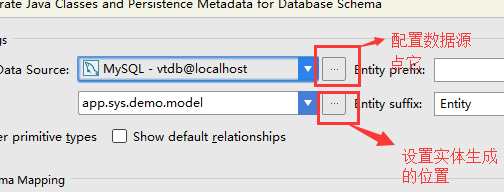 rate Java Classes and Persistence Metadata for Database Schema
gs
Data Source:
MySQL - vtdb@localhost
...
Entity prefix:
配置数据源
点它
app.sys.demo.model
...
Entity suffix:
Entity
er primitive types
Show default relationships
设置实体生成
的位置
ma Mapping